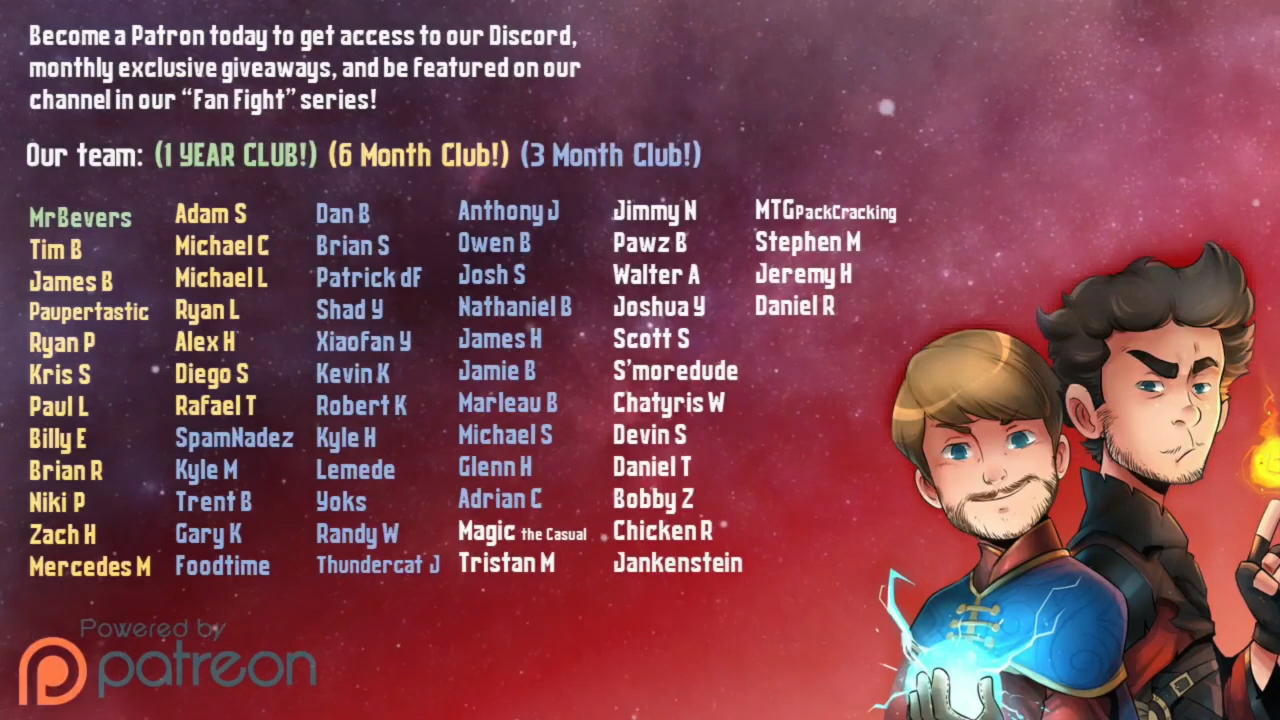 Become a Patron today to get access to our Discord,
monthly exclusive giveaways, and be featured on our
channel in our “Fan Fight” series!
Our team: (1 YEAR CLUB!) (6 Month Club!) (3 Month Club!)
MrBevers
Tim B
James B
Paupertastic
Ryan P
Kris S
Paul L
Billy E
Brian R
Niki P
Zach H
Mercedes M
Adam S
Michael C
Michael L
Ryan L
Alex H
Diego S
Rafael T
SpamNadez
Kyle M
Trent B
Gary K
Foodtime
Dan B
Brian S
Patrick dF
Shad Y
Xiaofan Y
Kevin K
Robert K
Kyle H
Lemede
Yoks
Randy W
Thundercat J
Anthony J
Owen B
Josh S
Nathaniel B
James H
Jamie B
Marleau B
Michael S
Glenn H
Adrian C
Magic the Casual
Tristan M
Jimmy N
Pawz B
Walter A
Joshua Y
Scott S
S'moredude
Chatyris W
Devin S
Daniel T
Bobby Z
Chicken R
Jankenstein
MTGPackCracking
Stephen M
Jeremy H
Daniel R
Powered by
patreon